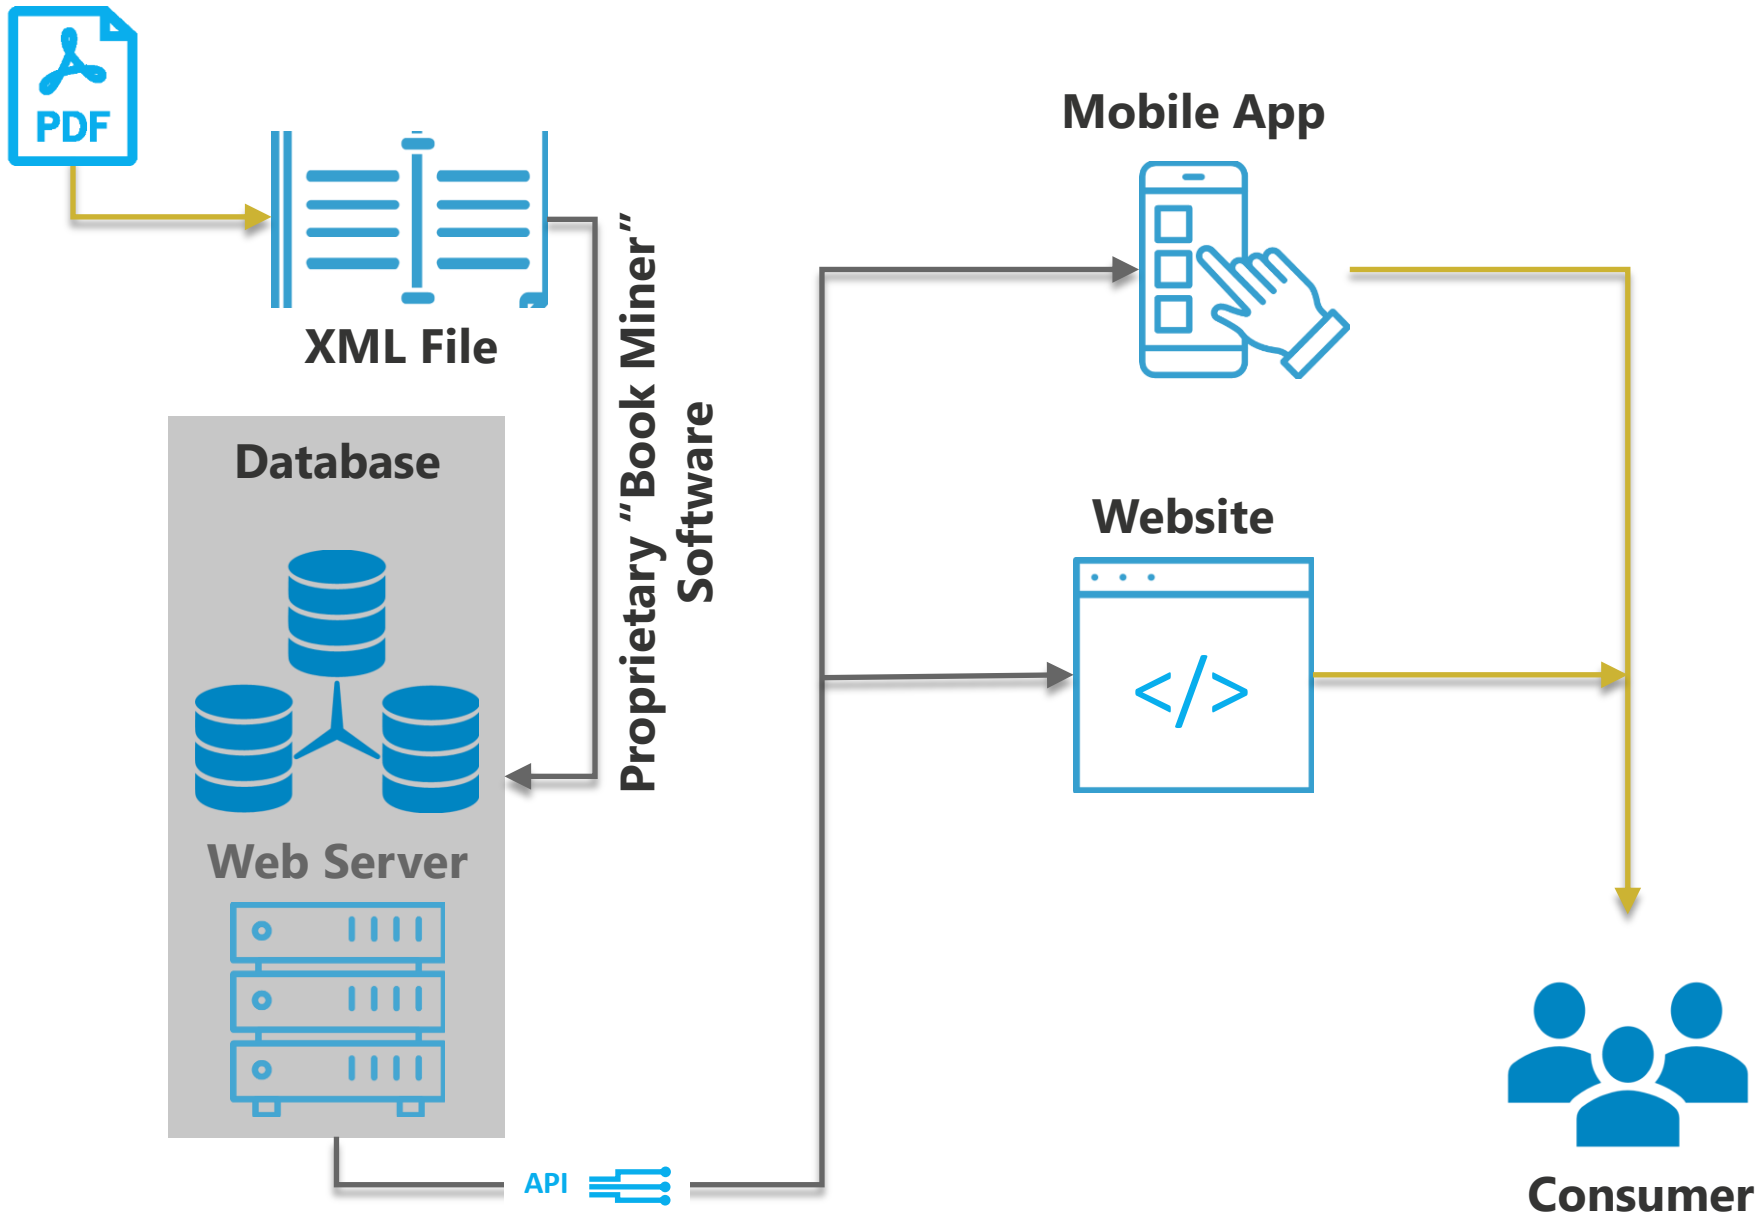 PDF
XML File
Proprietary “Book Miner”
Software
Database
Web Server
API
Mobile App
Website
</>
Consumer